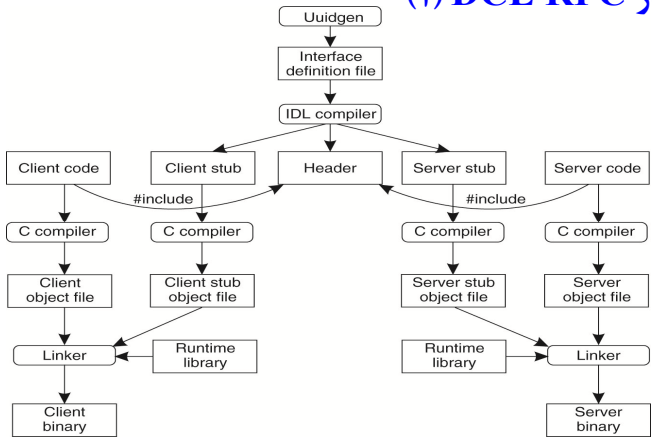 (۲) DCE RPC
Uuidgen
Interface
definition file
IDL compiler
Client code
Client stub
Header
Server stub
Server code
#include
#include
C compiler
C compiler
C compiler
C compiler
Client
object file
Client stub
object file
Server stub
object file
Server
object file
Linker
Runtime
library
Runtime
library
Linker
Client
binary
Server
binary